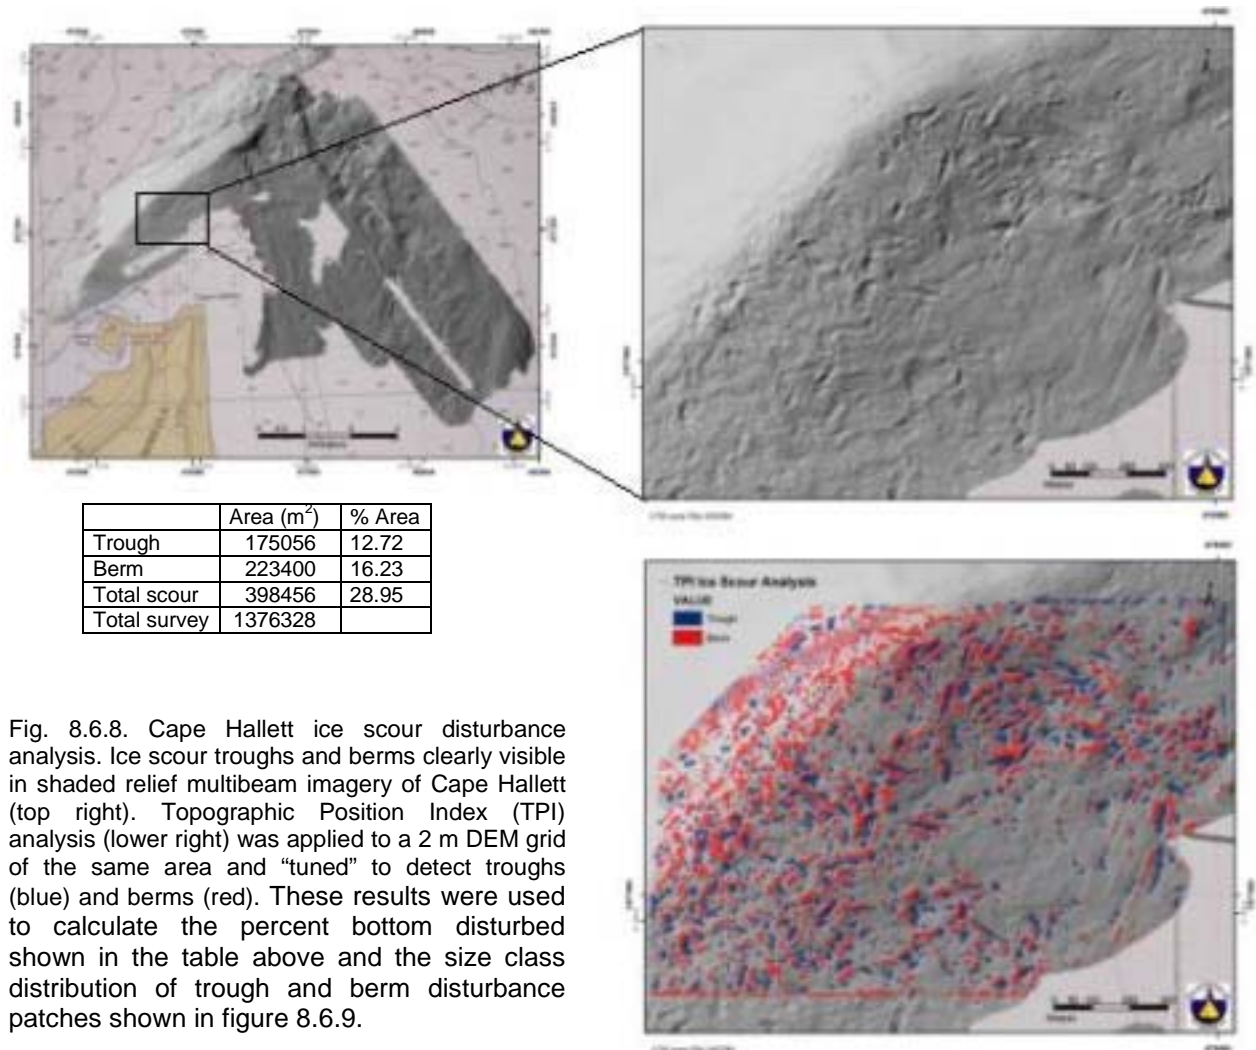 Area (m2) % Area
Trough 175056 12.72
Berm 223400 16.23
Total scour 398456 28.95
Total survey 1376328
TPI Ice Scour Analysis
VALUE
Trough
Berm
Fig. 8.6.8. Cape Hallett ice scour disturbance
analysis. Ice scour troughs and berms clearly visible
in shaded relief multibeam imagery of Cape Hallett
(top right). Topographic Position Index (TPI)
analysis (lower right) was applied to a 2 m DEM grid
of the same area and “tuned” to detect troughs
(blue) and berms (red). These results were used
to calculate the percent bottom disturbed
shown in the table above and the size class
distribution of trough and berm disturbance
patches shown in figure 8.6.9.